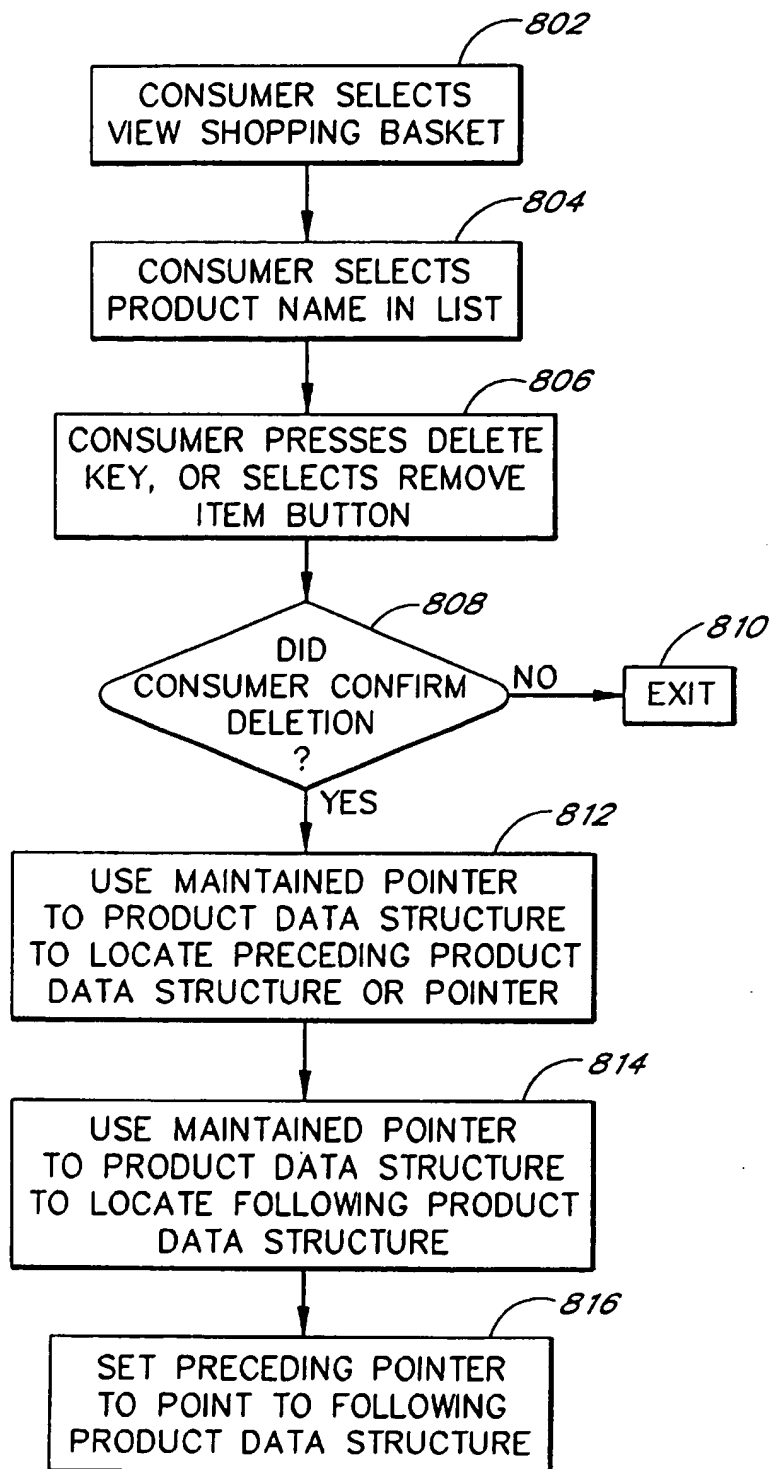 802
CONSUMER SELECTS
VIEW SHOPPING BASKET
804
CONSUMER SELECTS
PRODUCT NAME IN LIST
806
CONSUMER PRESSES DELETE
KEY, OR SELECTS REMOVE
ITEM BUTTON
808
DID
CONSUMER CONFIRM
DELETION
?
NO
810
EXIT
YES
812
USE MAINTAINED POINTER
TO PRODUCT DATA STRUCTURE
TO LOCATE PRECEDING PRODUCT
DATA STRUCTURE OR POINTER
814
USE MAINTAINED POINTER
TO PRODUCT DATA STRUCTURE
TO LOCATE FOLLOWING PRODUCT
DATA STRUCTURE
816
SET PRECEDING POINTER
TO POINT TO FOLLOWING
PRODUCT DATA STRUCTURE